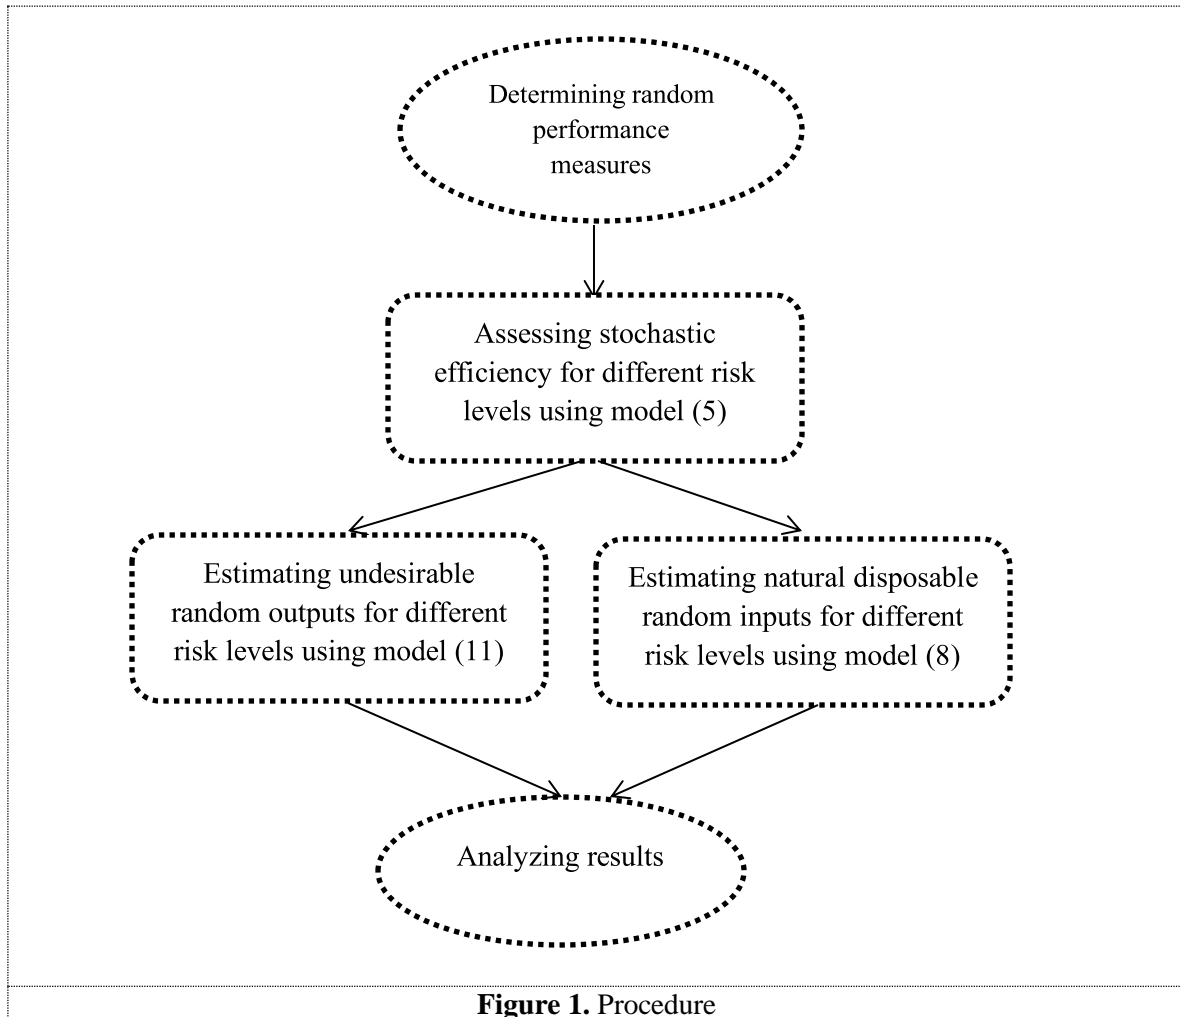 Determining random
performance
measures
Assessing stochastic
efficiency for different risk
levels using model (5)
Estimating undesirable
random outputs for different
risk levels using model (11)
Estimating natural disposable
random inputs for different
risk levels using model (8)
Analyzing results
Figure 1. Procedure